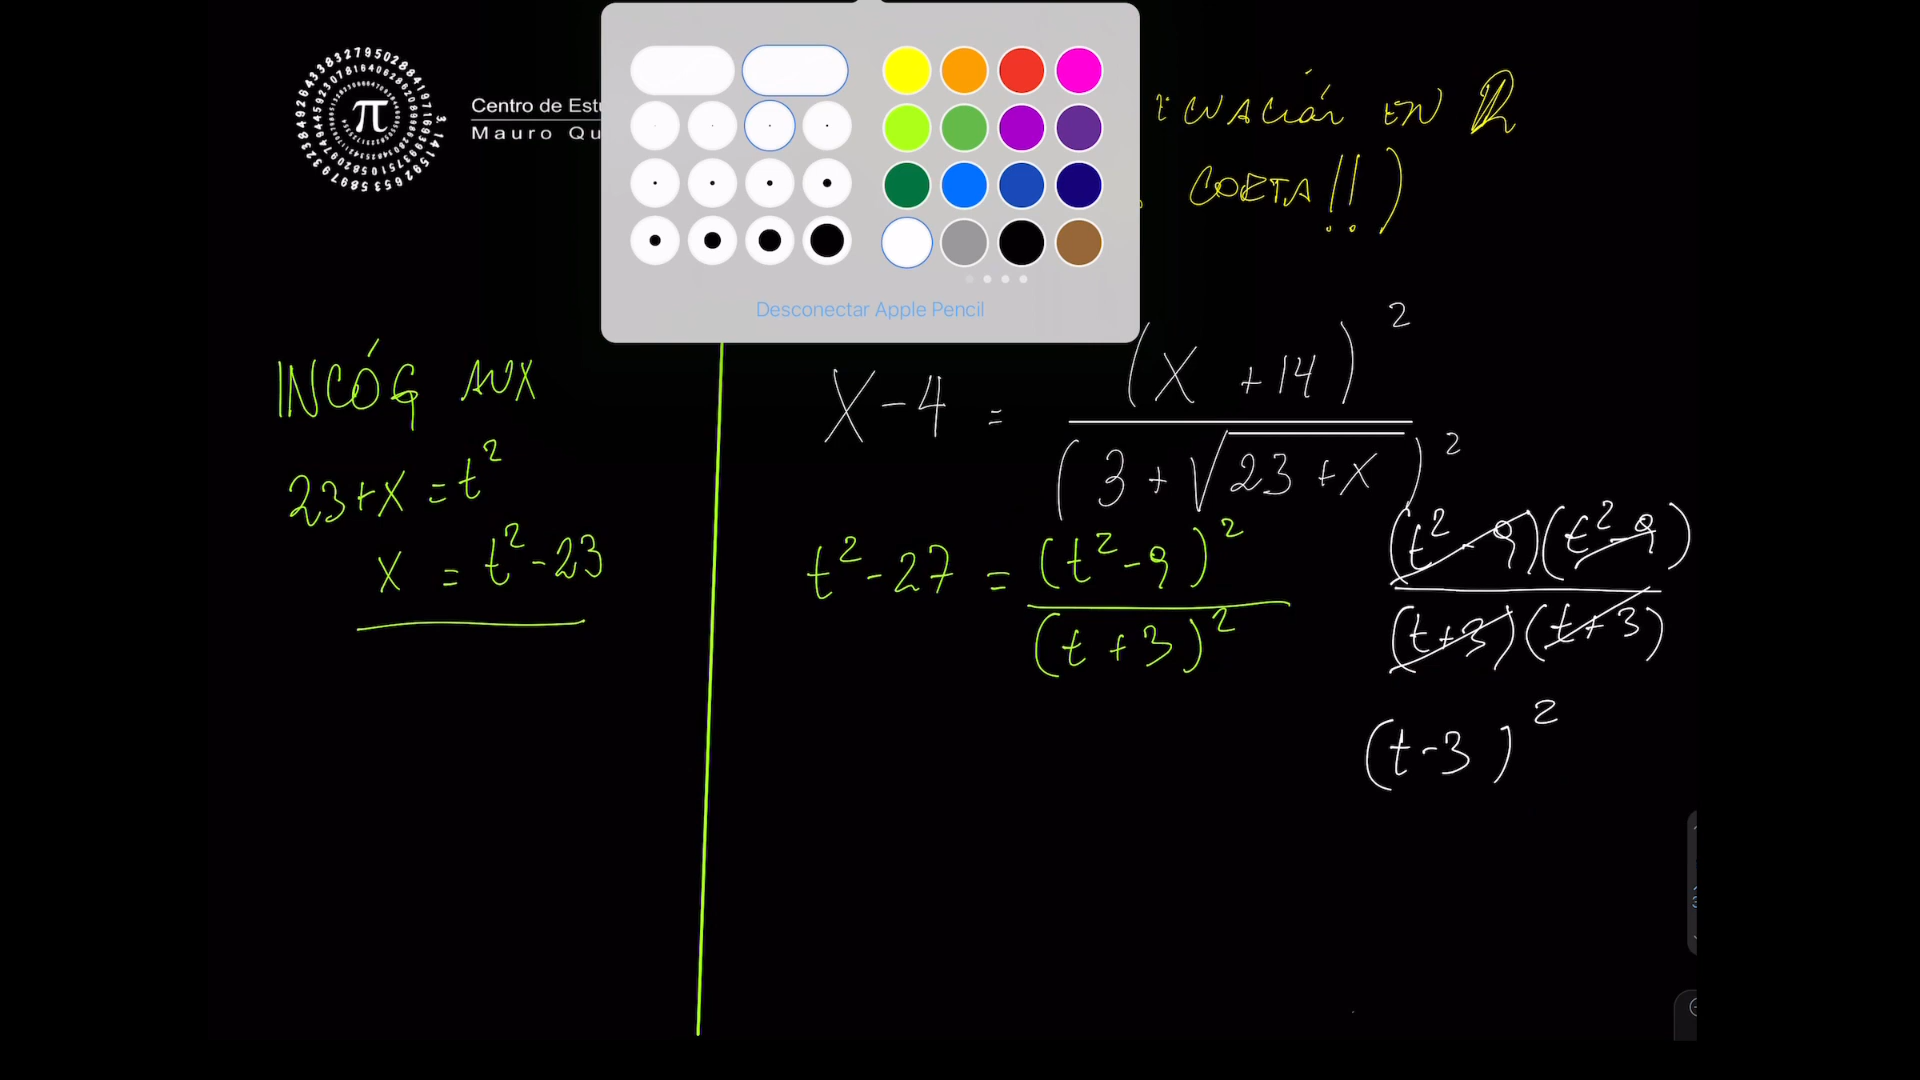 Centro de Estu
Mauro Qu
ECUACIÓN EN ℝ
CORTA!!)
Desconectar Apple Pencil
INCÓG AUX
23+x = t²
x = t²-23
X-4 = (X+14)² / (3+√23+x)²
t²-27 = (t²-9)² / (t+3)²
(t²-9)(t²-9) / (t+3)(t+3)
(t-3)²